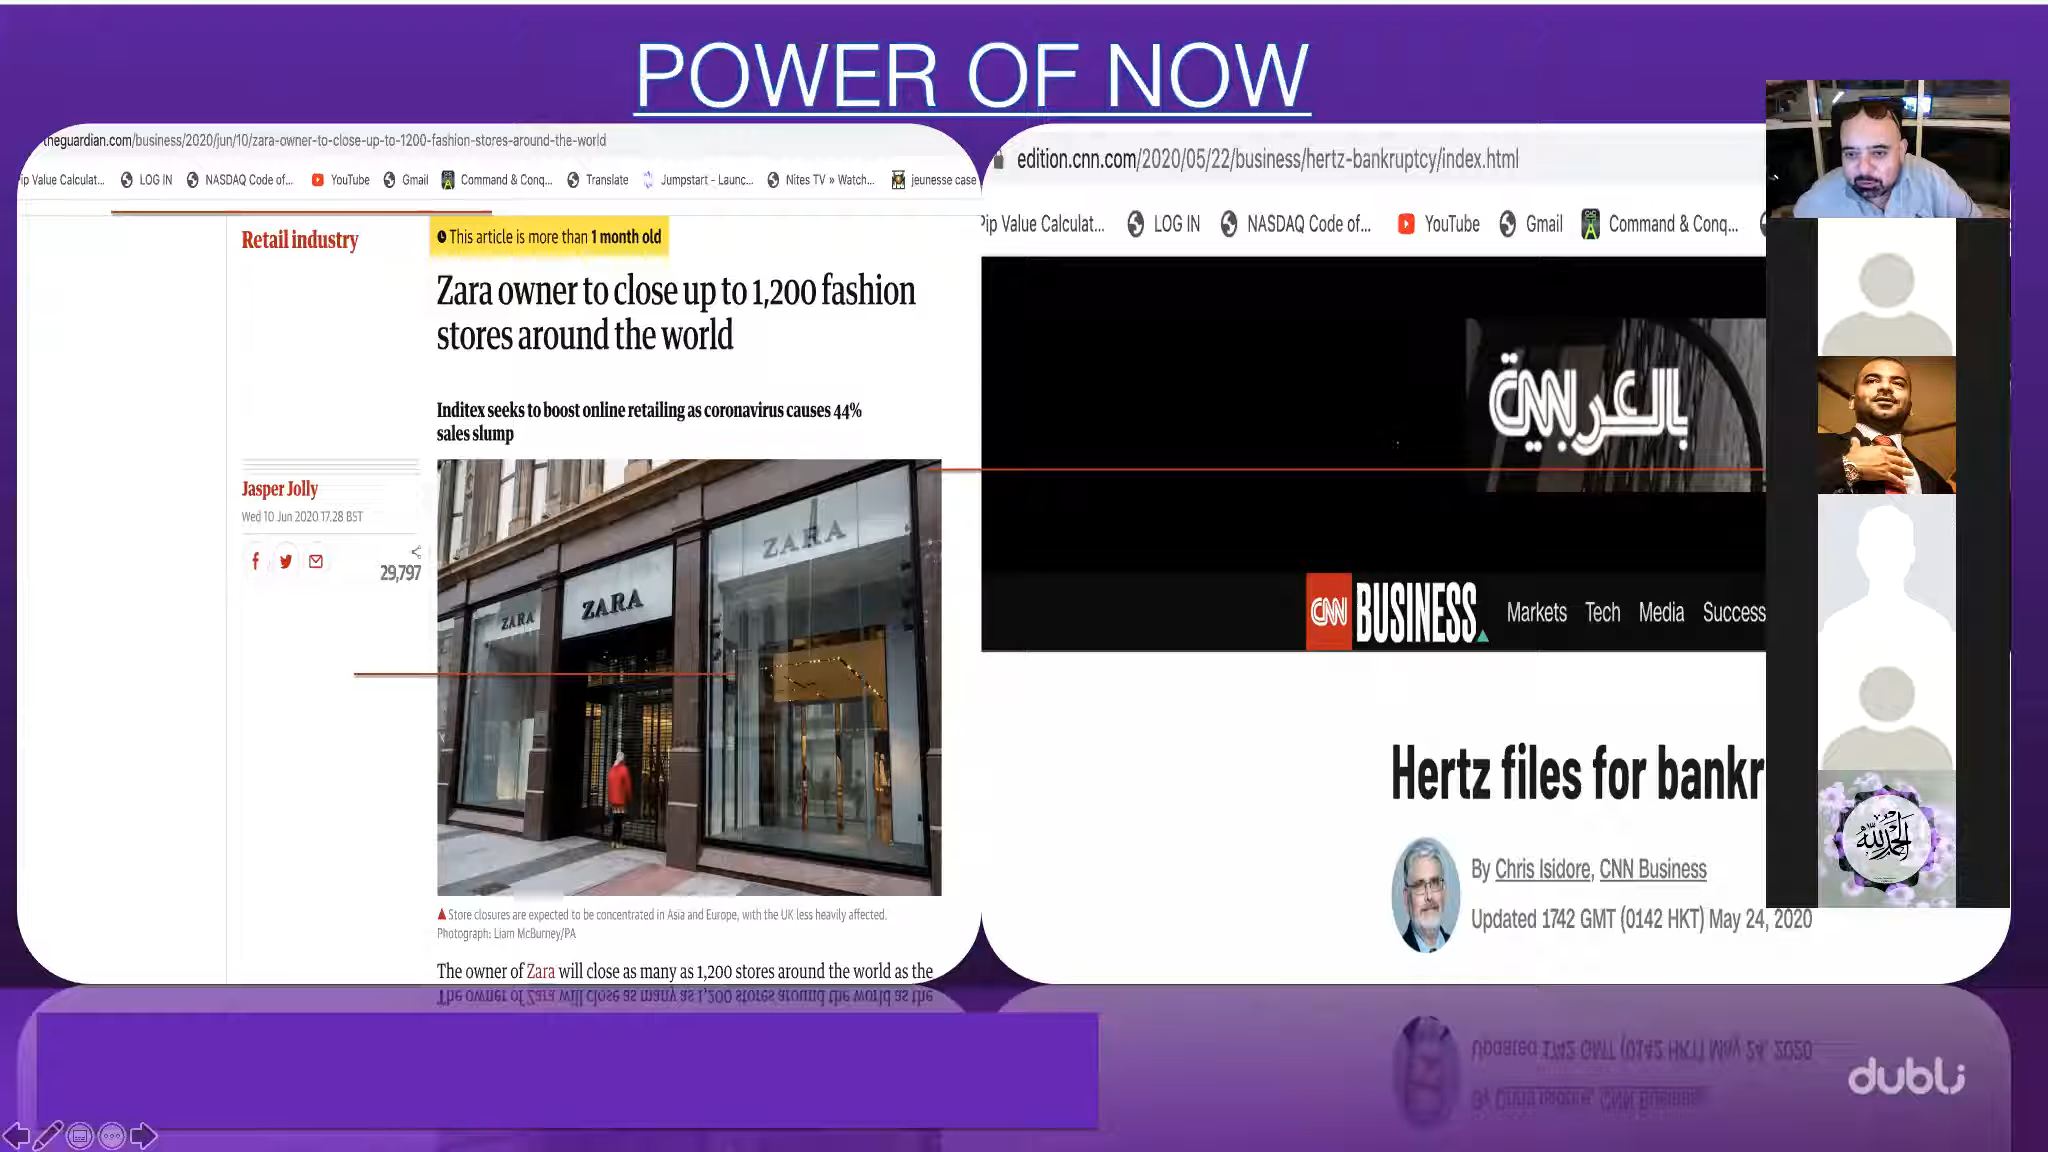 POWER OF NOW
theguardian.com/business/2020/jun/10/zara-owner-to-close-up-to-1200-fashion-stores-around-the-world
ip Value Calculat... LOG IN NASDAQ Code of... YouTube Gmail Command & Conq... Translate Jumpstart - Launc... Nites TV » Watch... jeunesse case
Retail industry
This article is more than 1 month old
Zara owner to close up to 1,200 fashion
stores around the world
Inditex seeks to boost online retailing as coronavirus causes 44%
sales slump
Jasper Jolly
Wed 10 Jun 2020 17.28 BST
29,797
ZARA
ZARA
ZARA
Store closures are expected to be concentrated in Asia and Europe, with the UK less heavily affected.
Photograph: Liam McBurney/PA
The owner of Zara will close as many as 1,200 stores around the world as the
edition.cnn.com/2020/05/22/business/hertz-bankruptcy/index.html
Pip Value Calculat... LOG IN NASDAQ Code of... YouTube Gmail Command & Conq...
CNN بالعربية
CNN BUSINESS Markets Tech Media Success
Hertz files for bankr
By Chris Isidore, CNN Business
Updated 1742 GMT (0142 HKT) May 24, 2020
الحمد لله
dubli